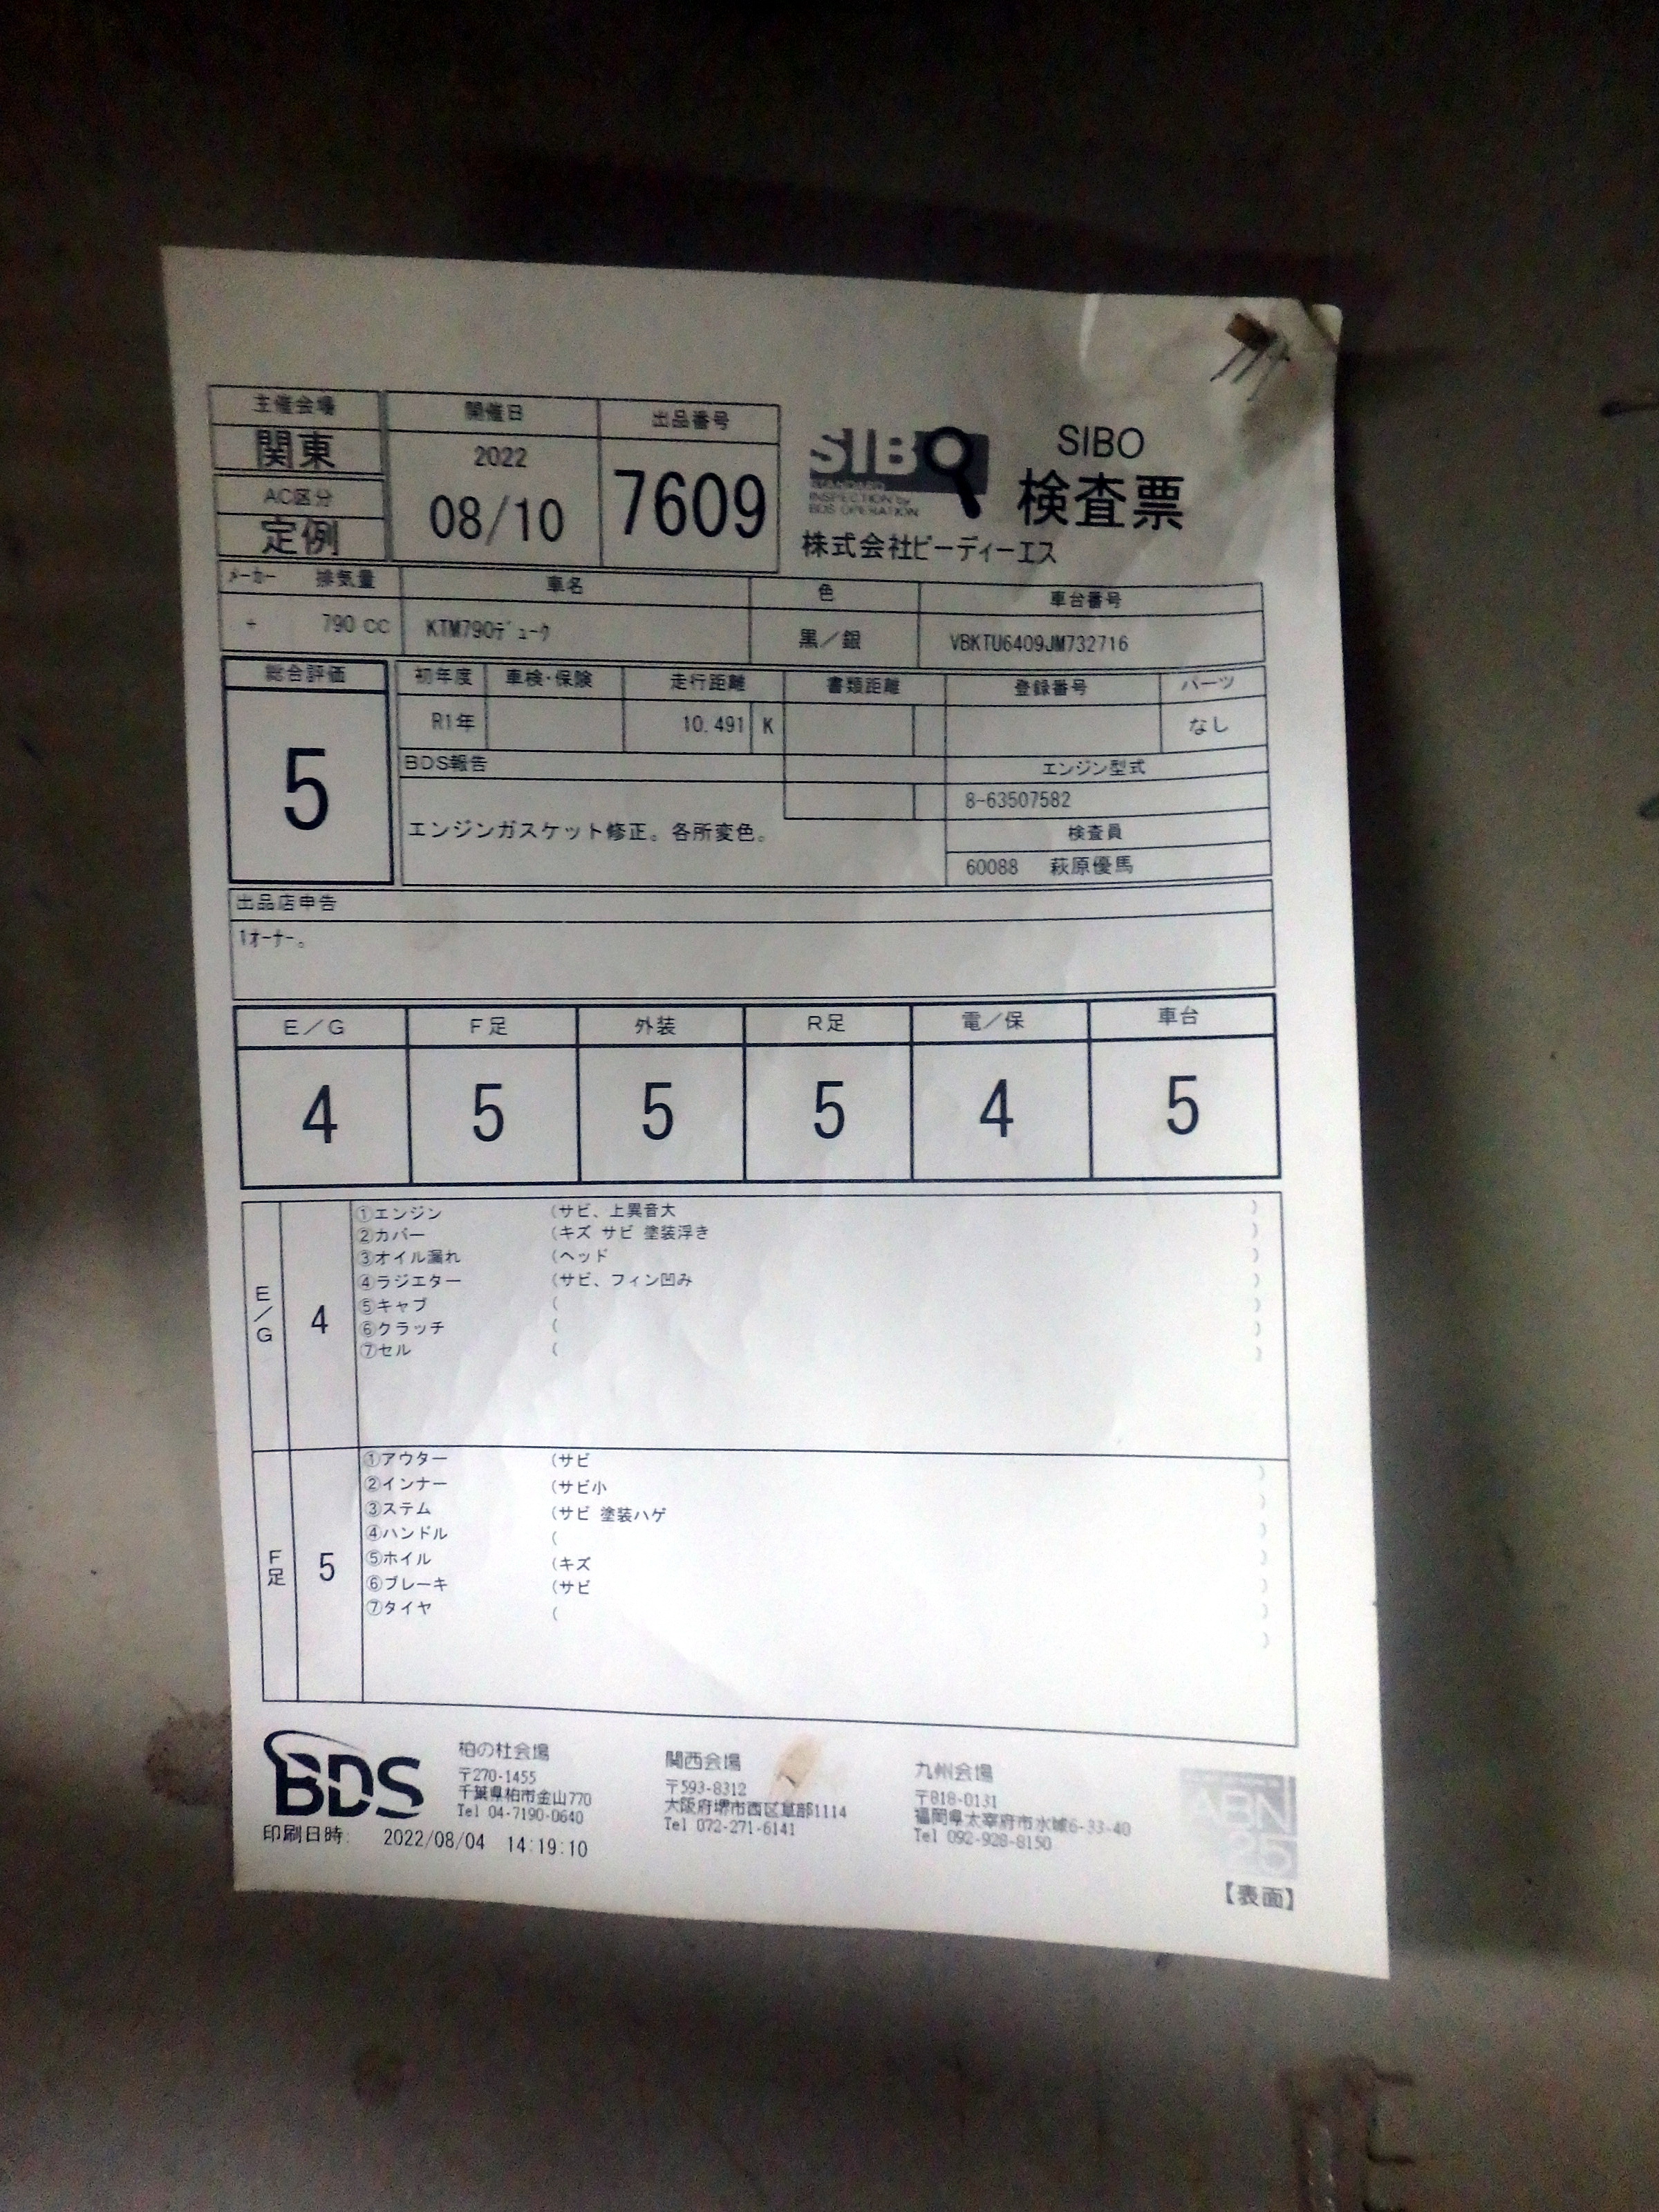 主催会場 開催日 出品番号
関東 2022 7609
AC区分 08/10
定例
SIBO
INSPECTION by
BDS OPERATION
SIBO
検査票
株式会社ビーディーエス
メーカー 排気量 車名 色 車台番号
790 CC KTM790デューク 黒/銀 VBKTU6409JM732716
総合評価 初年度 車検・保険 走行距離 書類距離 登録番号 パーツ
5 R1年 10.491 K なし
BDS報告 エンジン型式
8-63507582
エンジンガスケット修正。各所変色。 検査員
60088 萩原優馬
出品店申告
1オーナー。
E/G F足 外装 R足 電/保 車台
4 5 5 5 4 5
E/G 4
①エンジン (サビ、上異音大 )
②カバー (キズ サビ 塗装浮き )
③オイル漏れ (ヘッド )
④ラジエター (サビ、フィン凹み )
⑤キャブ ( )
⑥クラッチ ( )
⑦セル ( )
F足 5
①アウター (サビ )
②インナー (サビ小 )
③ステム (サビ 塗装ハゲ )
④ハンドル ( )
⑤ホイル (キズ )
⑥ブレーキ (サビ )
⑦タイヤ ( )
BDS
柏の杜会場
〒270-1455
千葉県柏市金山770
Tel 04-7190-0640
関西会場
〒593-8312
大阪府堺市西区草部1114
Tel 072-271-6141
九州会場
〒818-0131
福岡県太宰府市水城6-33-40
Tel 092-928-8150
印刷日時: 2022/08/04 14:19:10
【表面】